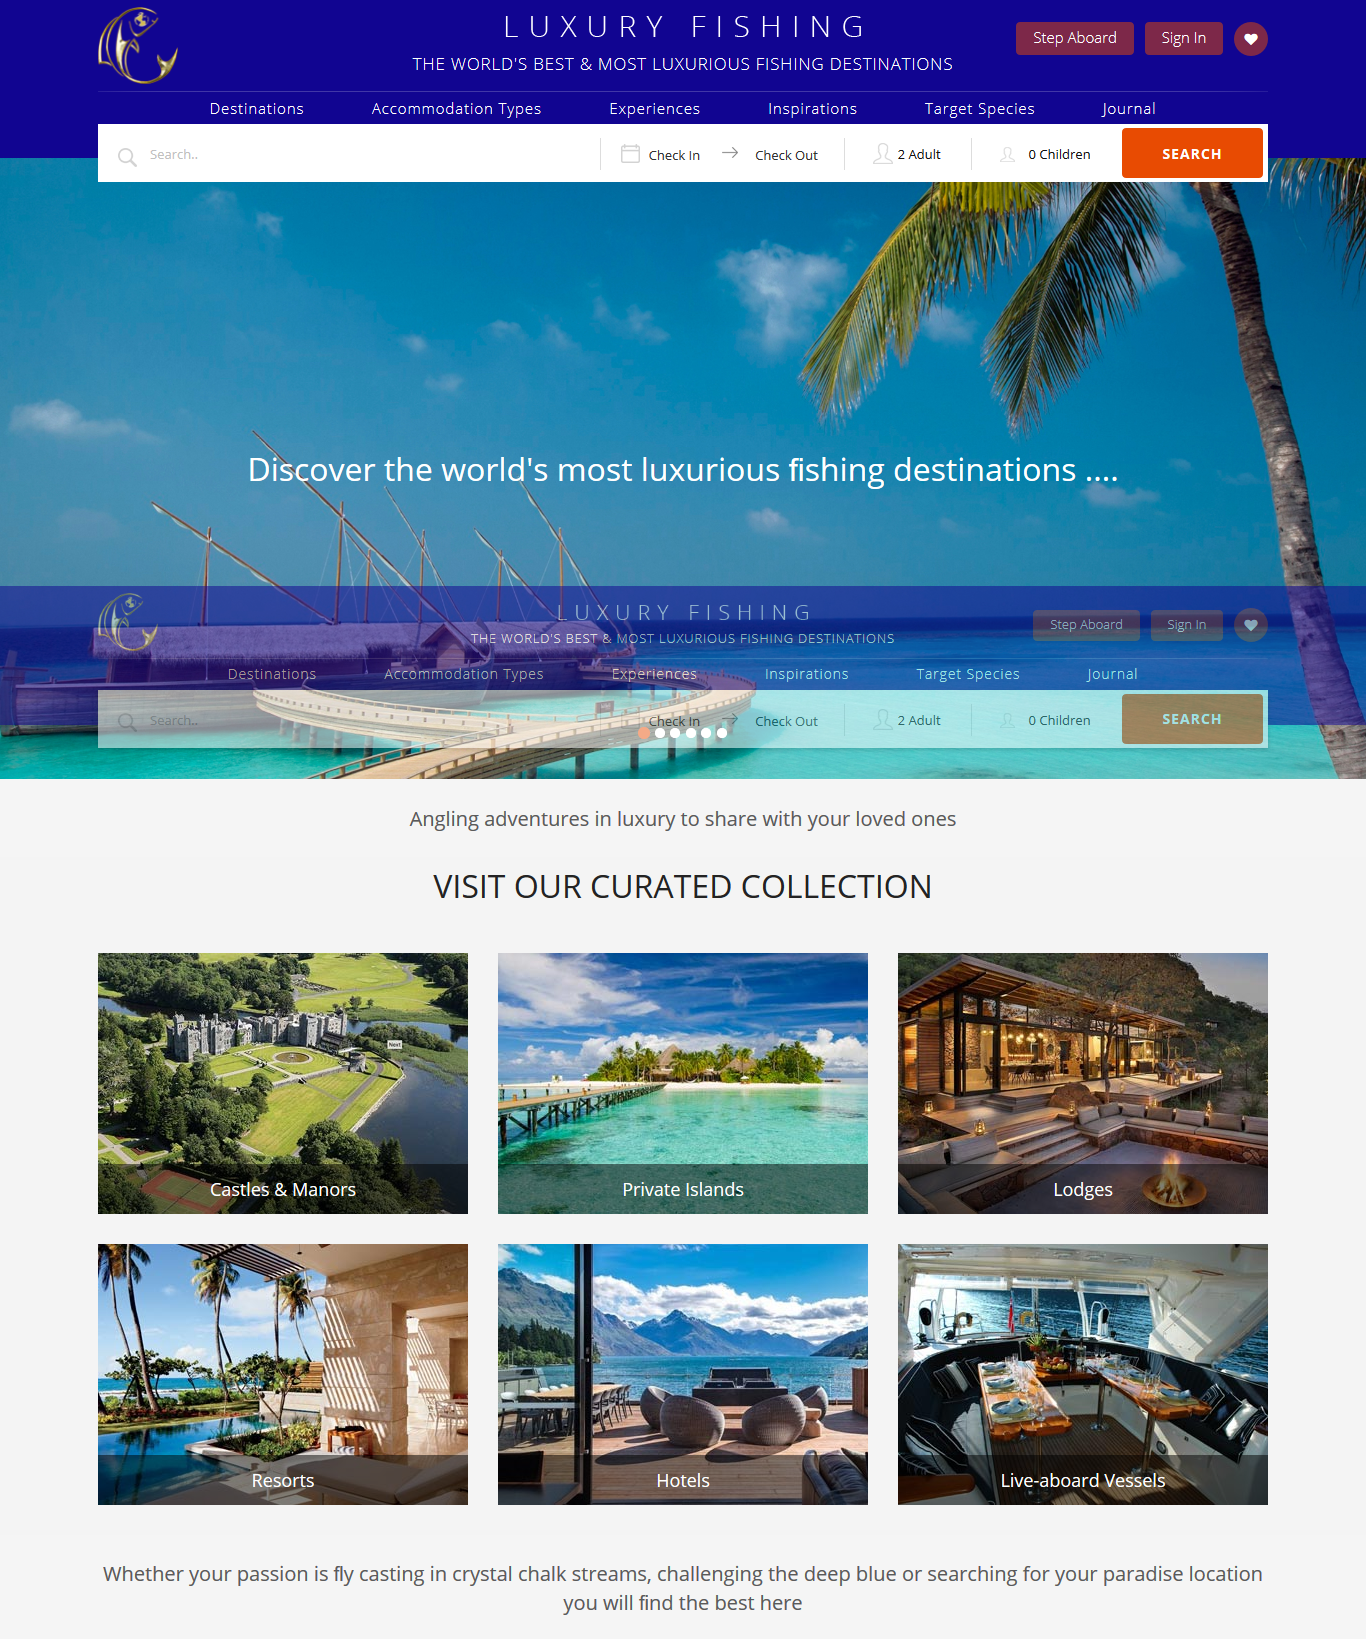 LUXURY FISHING
Step Aboard
Sign In
THE WORLD'S BEST & MOST LUXURIOUS FISHING DESTINATIONS
Destinations
Accommodation Types
Experiences
Inspirations
Target Species
Journal
Search..
Check In
Check Out
2 Adult
0 Children
SEARCH
Discover the world's most luxurious fishing destinations ....
LUXURY FISHING
Step Aboard
Sign In
THE WORLD'S BEST & MOST LUXURIOUS FISHING DESTINATIONS
Destinations
Accommodation Types
Experiences
Inspirations
Target Species
Journal
Search..
Check In
Check Out
2 Adult
0 Children
SEARCH
Angling adventures in luxury to share with your loved ones
VISIT OUR CURATED COLLECTION
Next
Castles & Manors
Private Islands
Lodges
Resorts
Hotels
Live-aboard Vessels
Whether your passion is fly casting in crystal chalk streams, challenging the deep blue or searching for your paradise location
you will find the best here